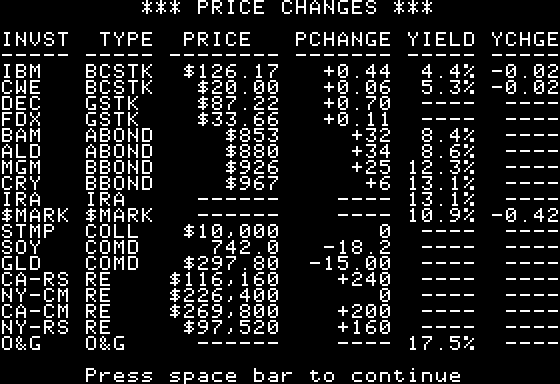 *** PRICE CHANGES ***
INVST TYPE PRICE PCHANGE YIELD YCHGE
----- ----- ------- ------- ----- -----
IBM BCSTK $126.17 +0.44 4.4% -0.02
CWE BCSTK $20.00 +0.06 5.3% -0.02
DEC GSTK $87.22 +0.70 ---- ----
FDX GSTK $33.66 +0.11 ---- ----
BAM ABOND $853 +32 8.4% ----
ALD ABOND $880 +34 8.6% ----
MGM BBOND $926 +25 12.3% ----
CRY BBOND $967 +6 13.1% ----
IRA IRA ------ ---- 13.1% ----
$MARK $MARK ------ ---- 10.9% -0.42
STMP COLL $10,000 0 ---- ----
SOY COMD 742.0 -18.2 ---- ----
GLD COMD $297.80 -15.00 ---- ----
CA-RS RE $116,160 +240 ---- ----
NY-CM RE $226,400 0 ---- ----
CA-CM RE $269,800 +200 ---- ----
NY-RS RE $97,520 +160 ---- ----
O&G O&G ------ ---- 17.5% ----
Press space bar to continue